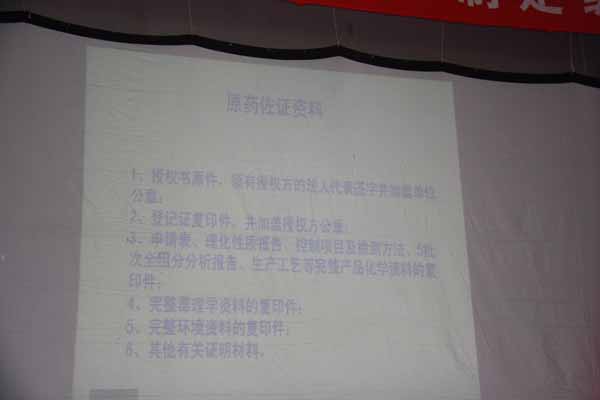 制定
原药佐证资料
1、授权书原件,须有授权方的法人代表签字并加盖单位
公章;
2、登记证复印件,并加盖授权方公章;
3、申请表、理化性质报告、控制项目及检测方法、5批
次全组分分析报告、生产工艺等完整产品化学资料的复
印件;
4、完整毒理学资料的复印件;
5、完整环境资料的复印件;
6、其他有关证明材料。